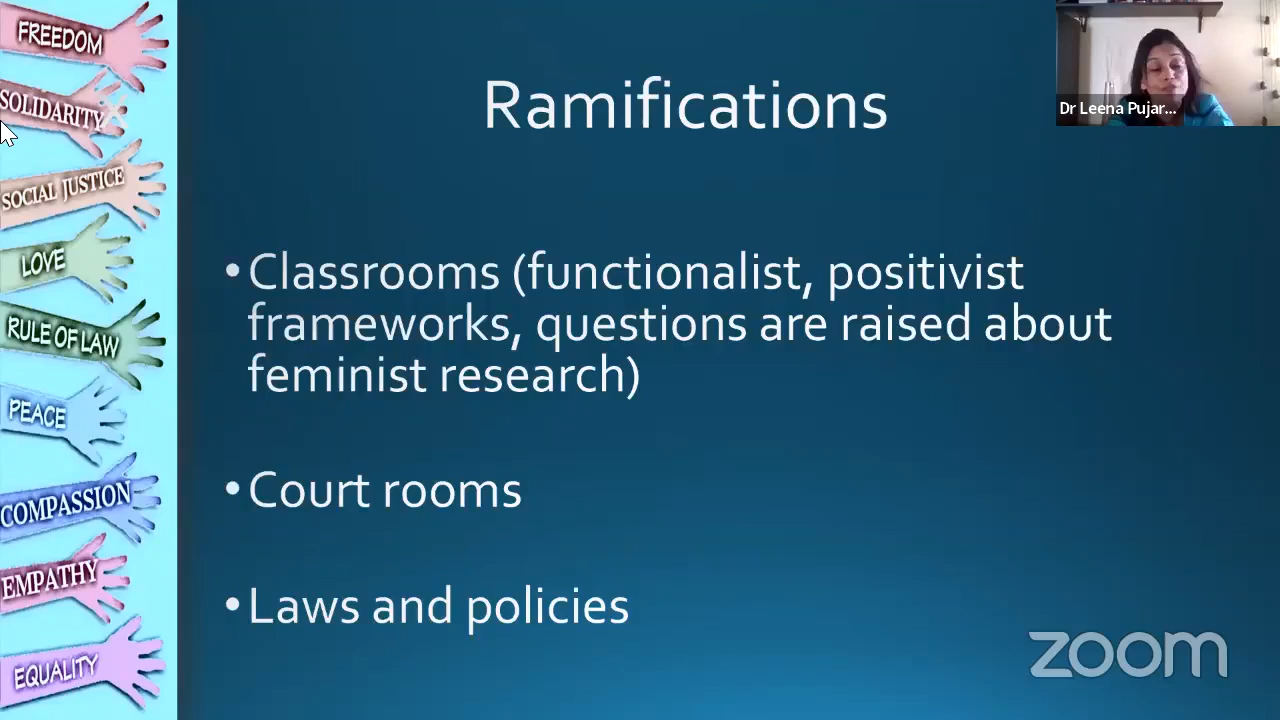 FREEDOM
SOLIDARITY
SOCIAL JUSTICE
LOVE
RULE OF LAW
PEACE
COMPASSION
EMPATHY
EQUALITY
Ramifications
• Classrooms (functionalist, positivist
frameworks, questions are raised about
feminist research)
• Court rooms
• Laws and policies
Dr Leena Pujar...
zoom